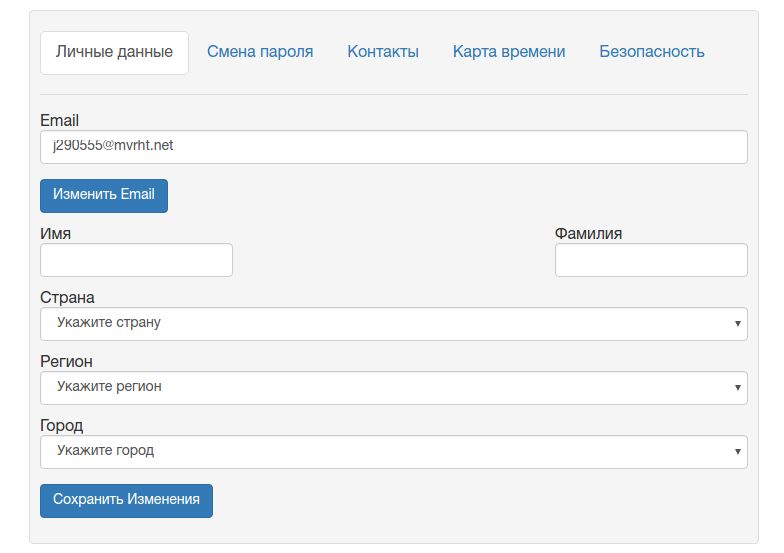 Личные данные Смена пароля Контакты Карта времени Безопасность
Email
j290555@mvrht.net
Изменить Email
Имя Фамилия
Страна
Укажите страну
Регион
Укажите регион
Город
Укажите город
Сохранить Изменения